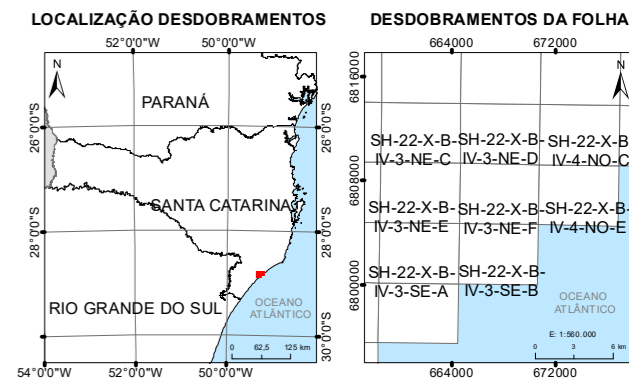 LOCALIZAÇÃO DESDOBRAMENTOS
52°0'0"W 50°0'0"W
N
PARANÁ
26°0'0"S
26°0'0"S
SANTA CATARINA
28°0'0"S
28°0'0"S
RIO GRANDE DO SUL
OCEANO
ATLÂNTICO
0 62,5 125 km
30°0'0"S
54°0'0"W 52°0'0"W 50°0'0"W
DESDOBRAMENTOS DA FOLHA
664000 672000
6816000
N
SH-22-X-B-
IV-3-NE-C
SH-22-X-B-
IV-3-NE-D
SH-22-X-B-
IV-4-NO-C
6808000
SH-22-X-B-
IV-3-NE-E
SH-22-X-B-
IV-3-NE-F
SH-22-X-B-
IV-4-NO-E
6800000
SH-22-X-B-
IV-3-SE-A
SH-22-X-B-
IV-3-SE-B
OCEANO
ATLÂNTICO
E: 1:560.000
0 3 6 km
664000 672000